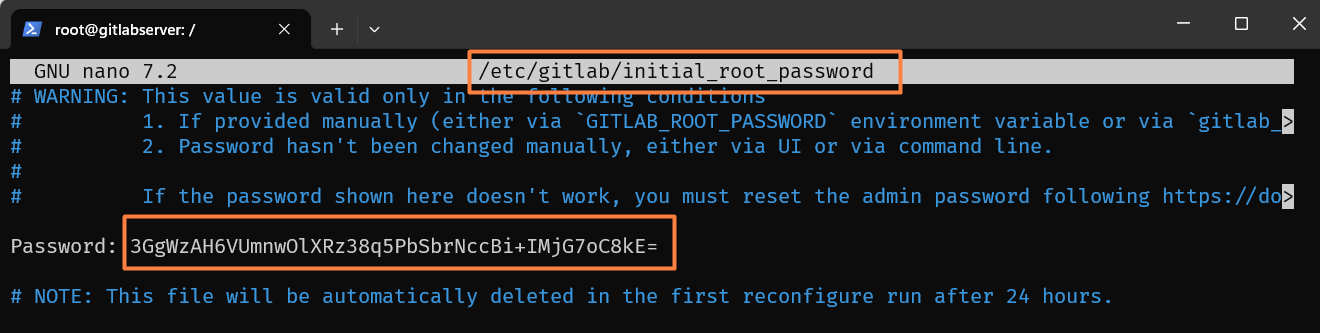 root@gitlabserver: /
GNU nano 7.2 /etc/gitlab/initial_root_password
# WARNING: This value is valid only in the following conditions
# 1. If provided manually (either via `GITLAB_ROOT_PASSWORD` environment variable or via `gitlab_>
# 2. Password hasn't been changed manually, either via UI or via command line.
#
# If the password shown here doesn't work, you must reset the admin password following https://do>
Password: 3GgWzAH6VUmnwOlXRz38q5PbSbrNccBi+IMjG7oC8kE=
# NOTE: This file will be automatically deleted in the first reconfigure run after 24 hours.